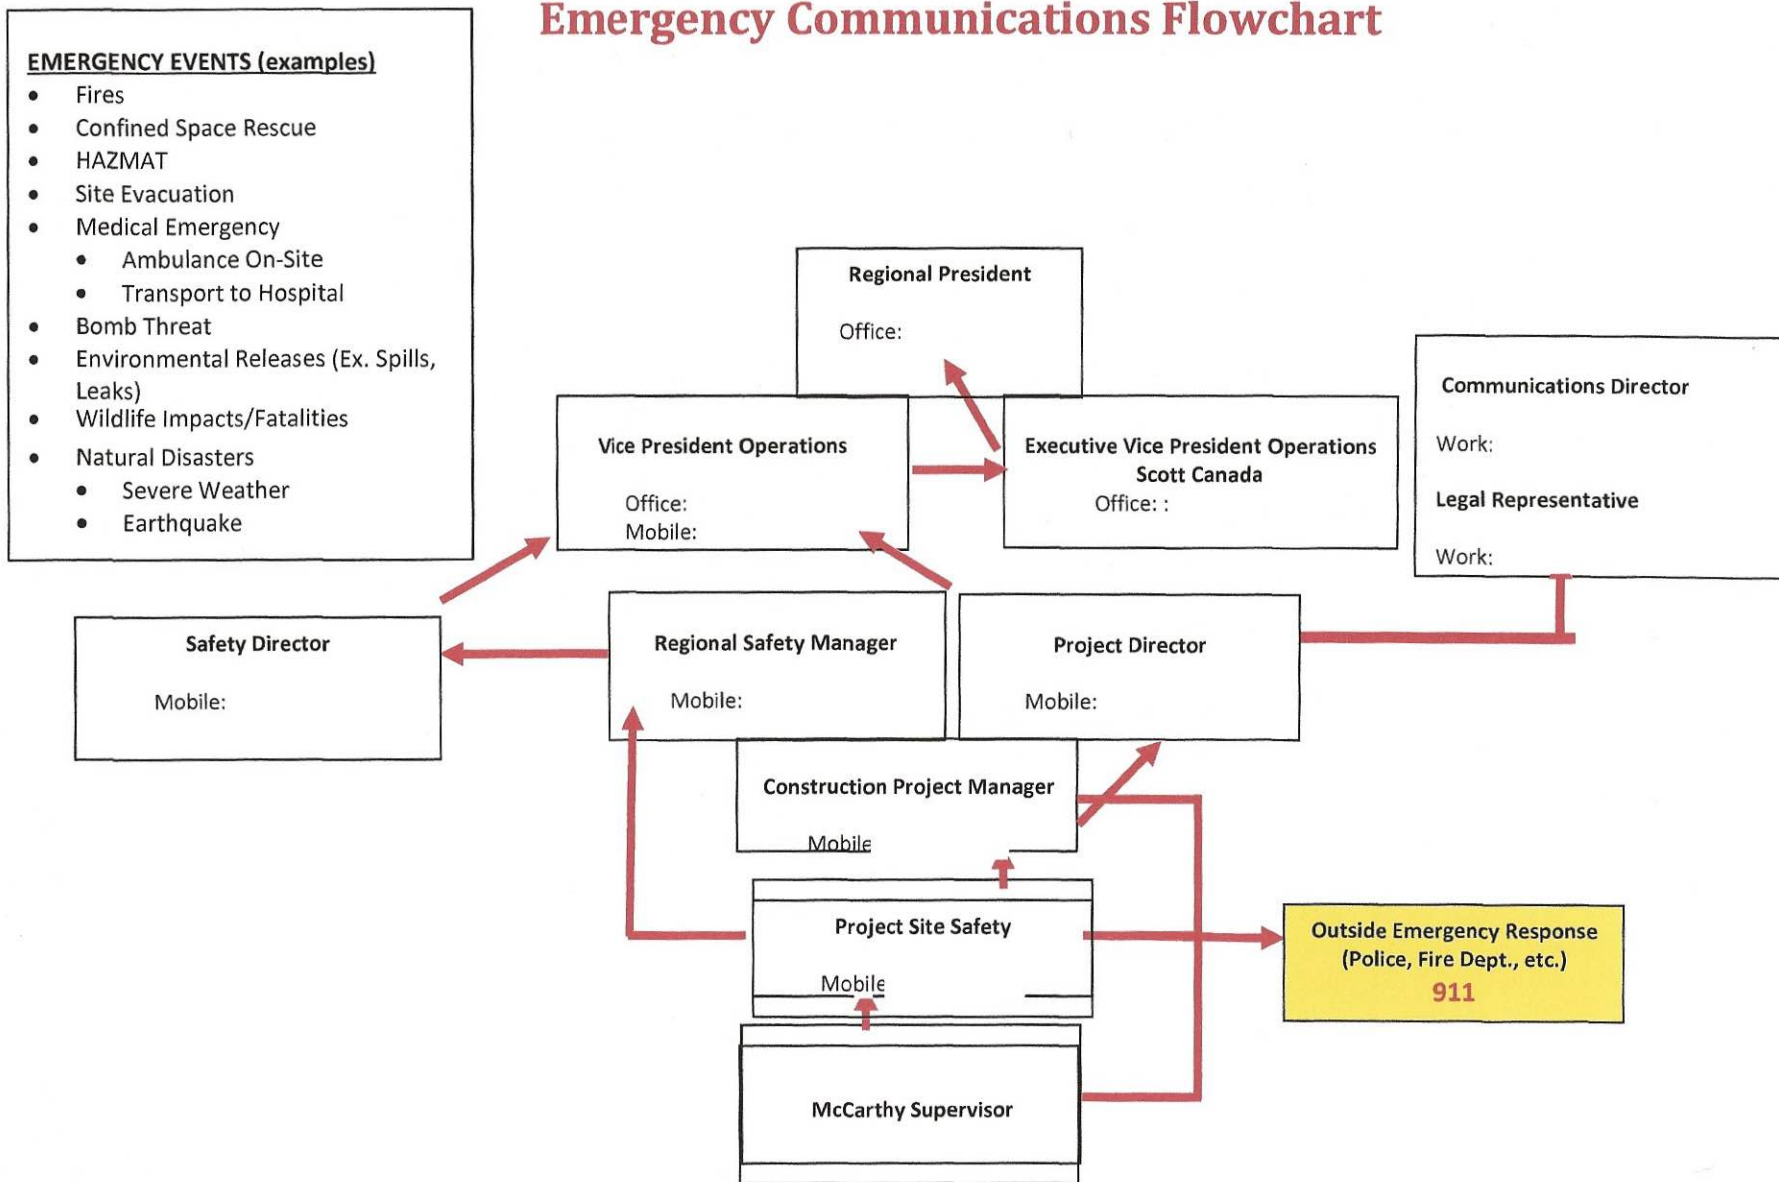 Emergency Communications Flowchart
EMERGENCY EVENTS (examples)
• Fires
• Confined Space Rescue
• HAZMAT
• Site Evacuation
• Medical Emergency
• Ambulance On-Site
• Transport to Hospital
• Bomb Threat
• Environmental Releases (Ex. Spills,
Leaks)
• Wildlife Impacts/Fatalities
• Natural Disasters
• Severe Weather
• Earthquake
Regional President
Office:
Vice President Operations
Office:
Mobile:
Executive Vice President Operations
Scott Canada
Office: :
Communications Director
Work:
Legal Representative
Work:
Safety Director
Mobile:
Regional Safety Manager
Mobile:
Project Director
Mobile:
Construction Project Manager
Mobile
Project Site Safety
Mobile
Outside Emergency Response
(Police, Fire Dept., etc.)
911
McCarthy Supervisor